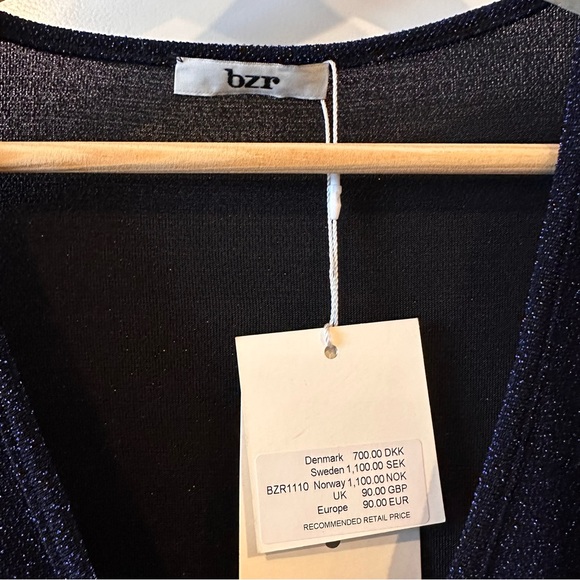 bzr
Denmark 700.00 DKK
Sweden 1,100.00 SEK
BZR1110 Norway 1,100.00 NOK
UK 90.00 GBP
Europe 90.00 EUR
RECOMMENDED RETAIL PRICE